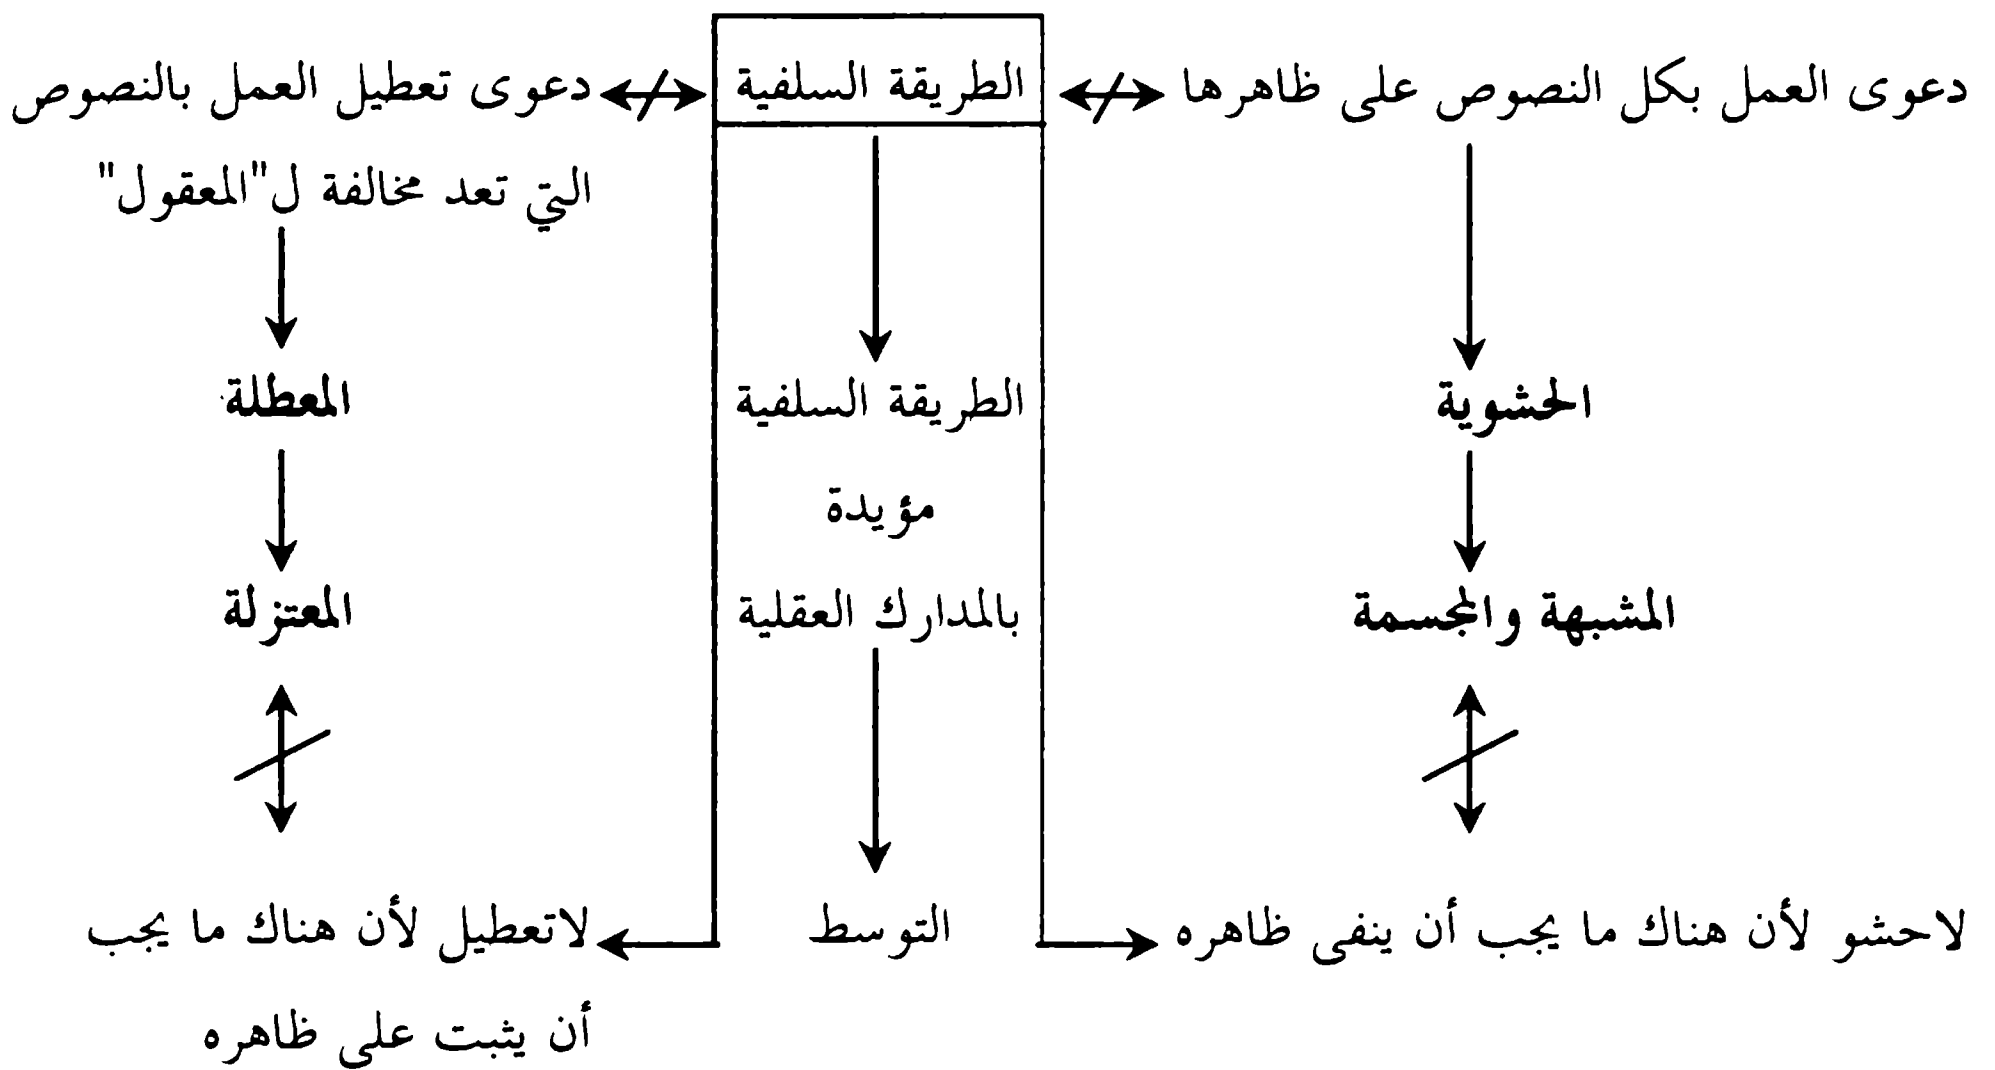 دعوى العمل بكل النصوص على ظاهرها
الطريقة السلفية
دعوى تعطيل العمل بالنصوص
التي تعد مخالفة ل"المعقول"
الحشوية
الطريقة السلفية
المعطلة
مؤيدة
المشبهة والمجسمة
بالمدارك العقلية
المعتزلة
لاحشو لأن هناك ما يجب أن ينفى ظاهره
التوسط
لاتعطيل لأن هناك ما يجب
أن يثبت على ظاهره